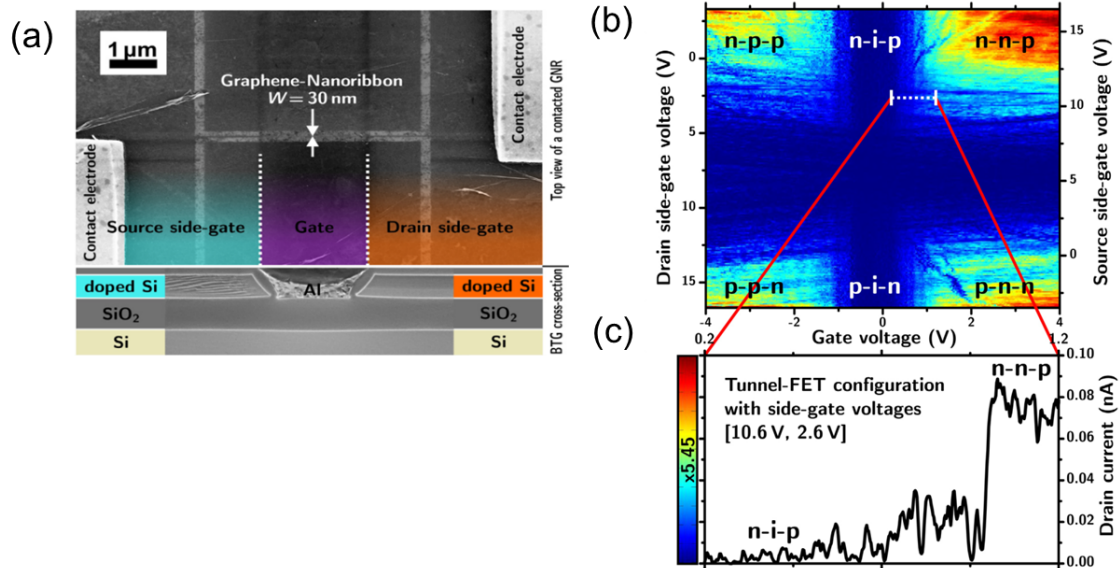 (a)
1 μm
Graphene-Nanoribbon
W = 30 nm
Contact electrode
Contact electrode
Source side-gate
Gate
Drain side-gate
Top view of a contacted GNR
doped Si
Al
doped Si
SiO₂
SiO₂
Si
Si
BTG cross-section
(b)
n-p-p
n-i-p
n-n-p
p-p-n
p-i-n
p-n-n
Drain side-gate voltage (V)
0
5
10
15
Source side-gate voltage (V)
15
10
5
0
-4
-2
0
2
4
Gate voltage (V)
(c)
0.2
1.2
x5.45
Tunnel-FET configuration
with side-gate voltages
[10.6 V, 2.6 V]
n-i-p
n-n-p
0.10
0.08
0.06
0.04
0.02
0.00
Drain current (nA)